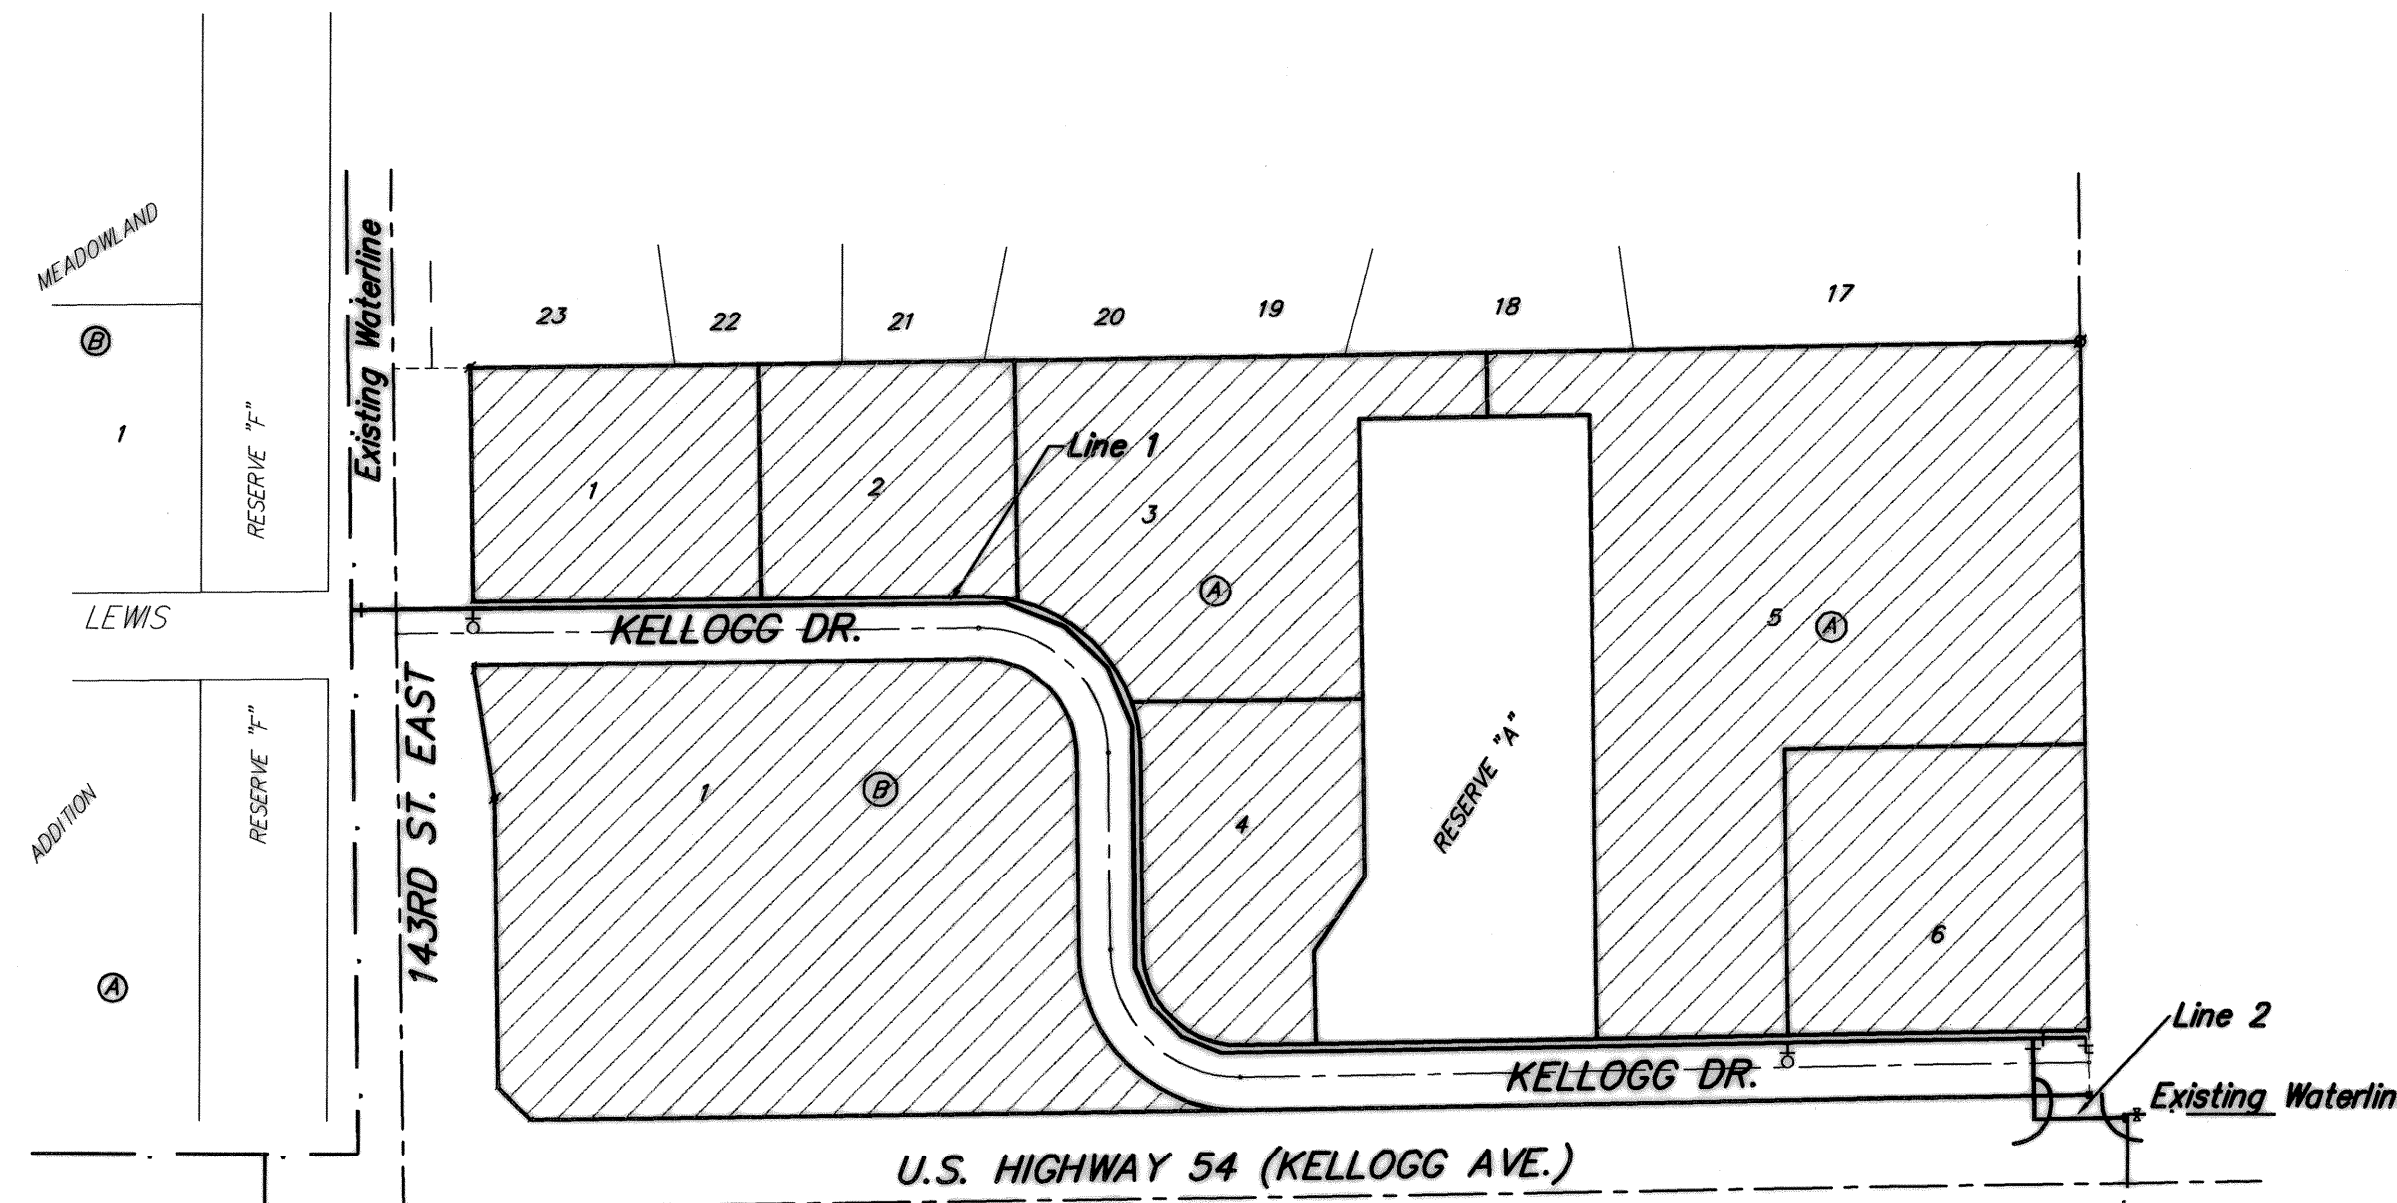 MEADOWLAND
B
1
RESERVE "F"
Existing Waterline
23
22
21
20
19
18
17
1
2
Line 1
3
A
5
A
LEWIS
KELLOGG DR.
143RD ST. EAST
RESERVE "F"
ADDITION
A
1
B
4
RESERVE "A"
6
Line 2
KELLOGG DR.
Existing Waterlin
U.S. HIGHWAY 54 (KELLOGG AVE.)